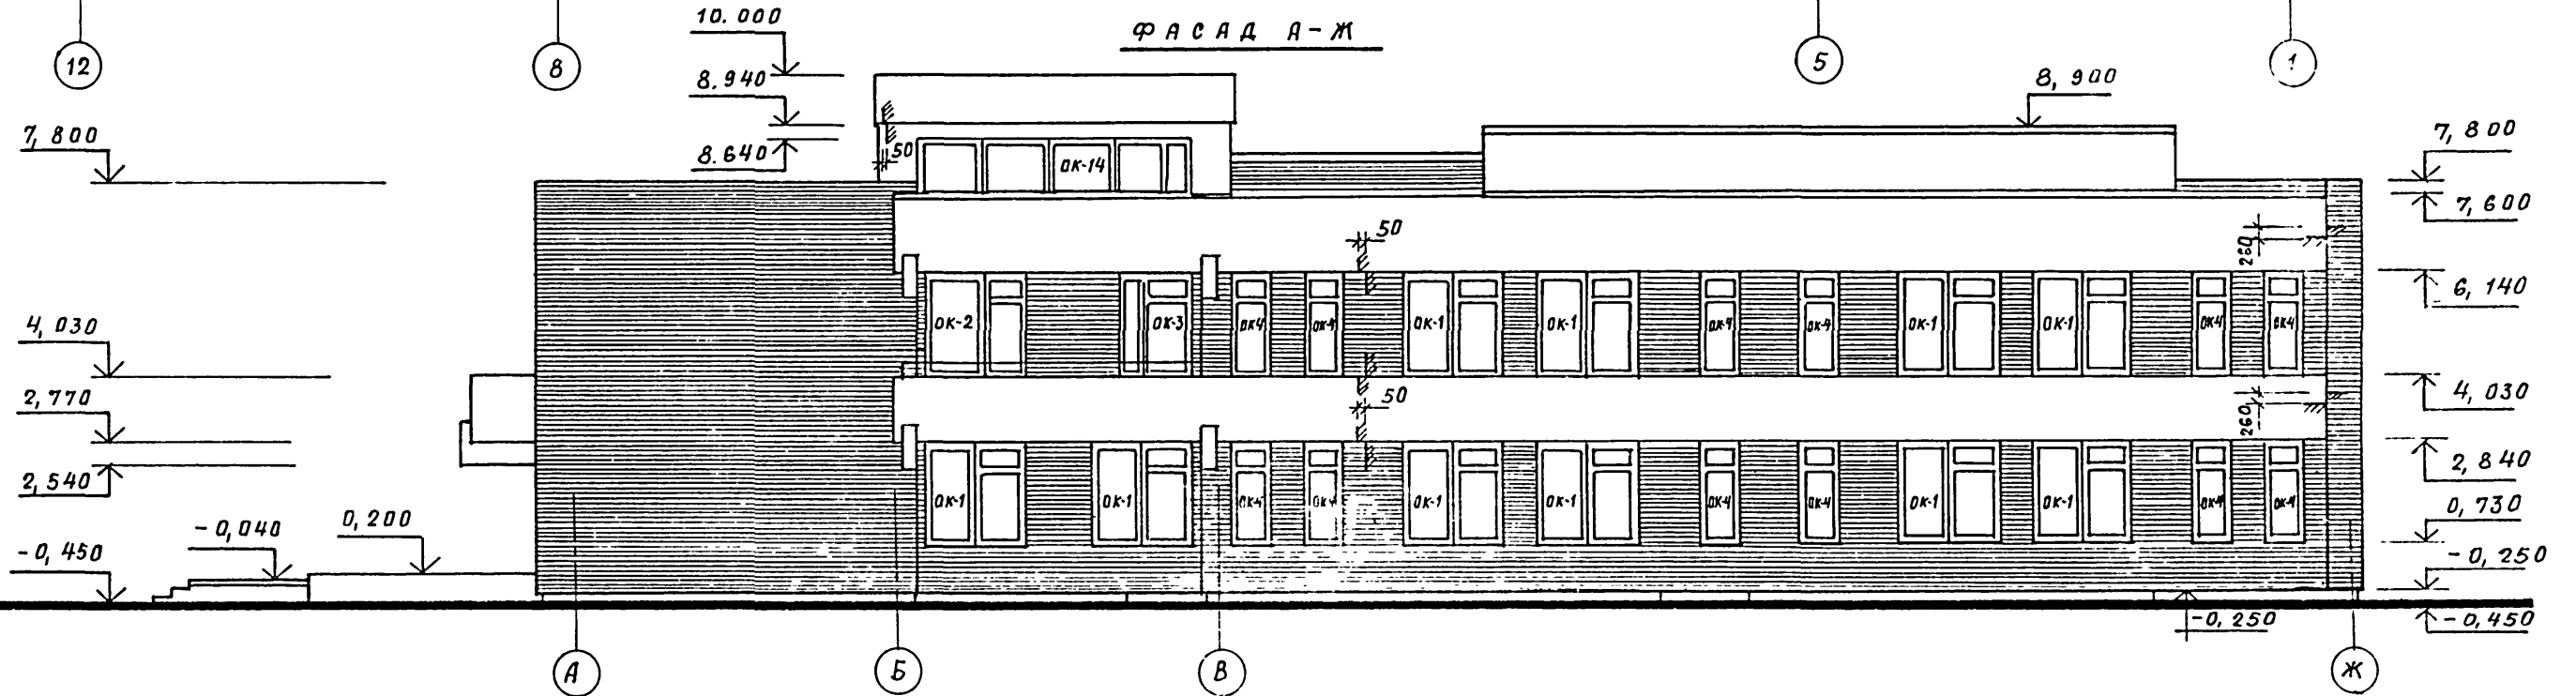 12
8
5
1
ФАСАД А-Ж
10.000
8.940
8.640
50
8,900
7,800
7,800
7,600
ОК-14
50
260
6,140
4,030
ОК-2
ОК-3
ОК4
ОК-4
ОК-1
ОК-1
ОК-4
ОК-4
ОК-1
ОК-1
ОК-4
ОК4
4,030
2,770
50
260
2,540
2,840
ОК-1
ОК-1
ОК-4
ОК-4
ОК-1
ОК-1
ОК-4
ОК-4
ОК-1
ОК-1
ОК-4
ОК-4
0,730
-0,040
0,200
-0,450
-0,250
-0,250
-0,450
А
Б
В
Ж